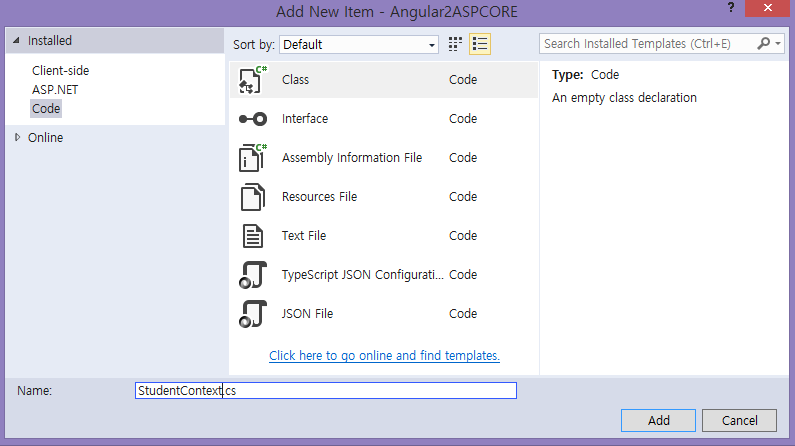 Add New Item - Angular2ASPCORE
? 
Installed
Sort by: Default
Search Installed Templates (Ctrl+E)
Client-side
ASP.NET
Code
Online
C# Class Code
Interface Code
C# Assembly Information File Code
Resources File Code
Text File Code
TypeScript JSON Configurati... Code
JSON File Code
Click here to go online and find templates.
Type: Code
An empty class declaration
Name: StudentContext.cs
Add Cancel